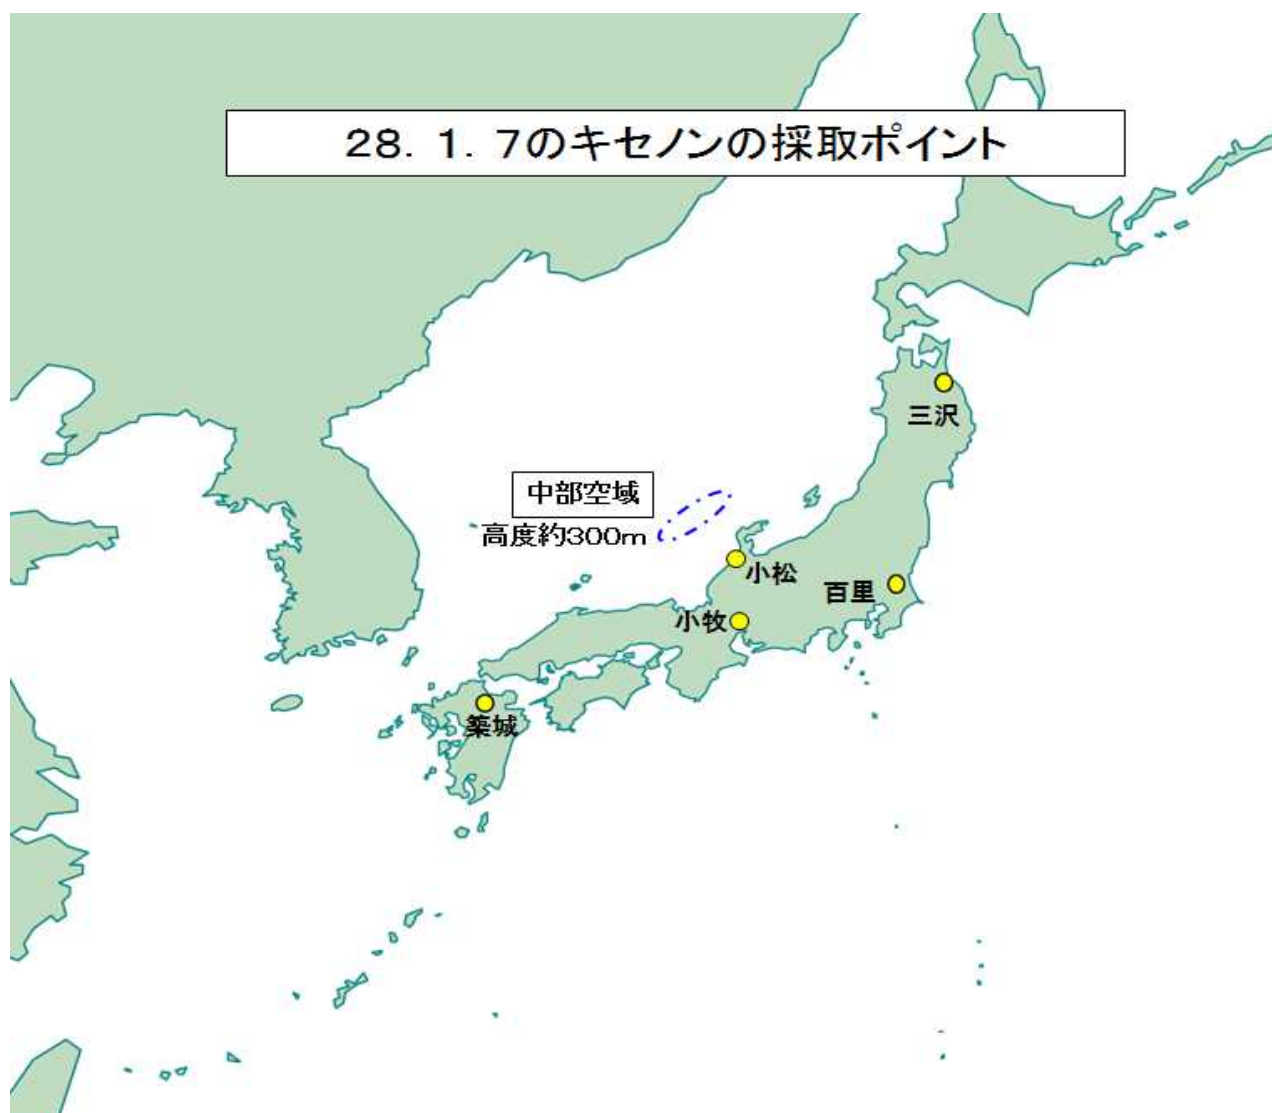 28．1．7のキセノンの採取ポイント
三沢
中部空域
高度約300m
小松
百里
小牧
築城